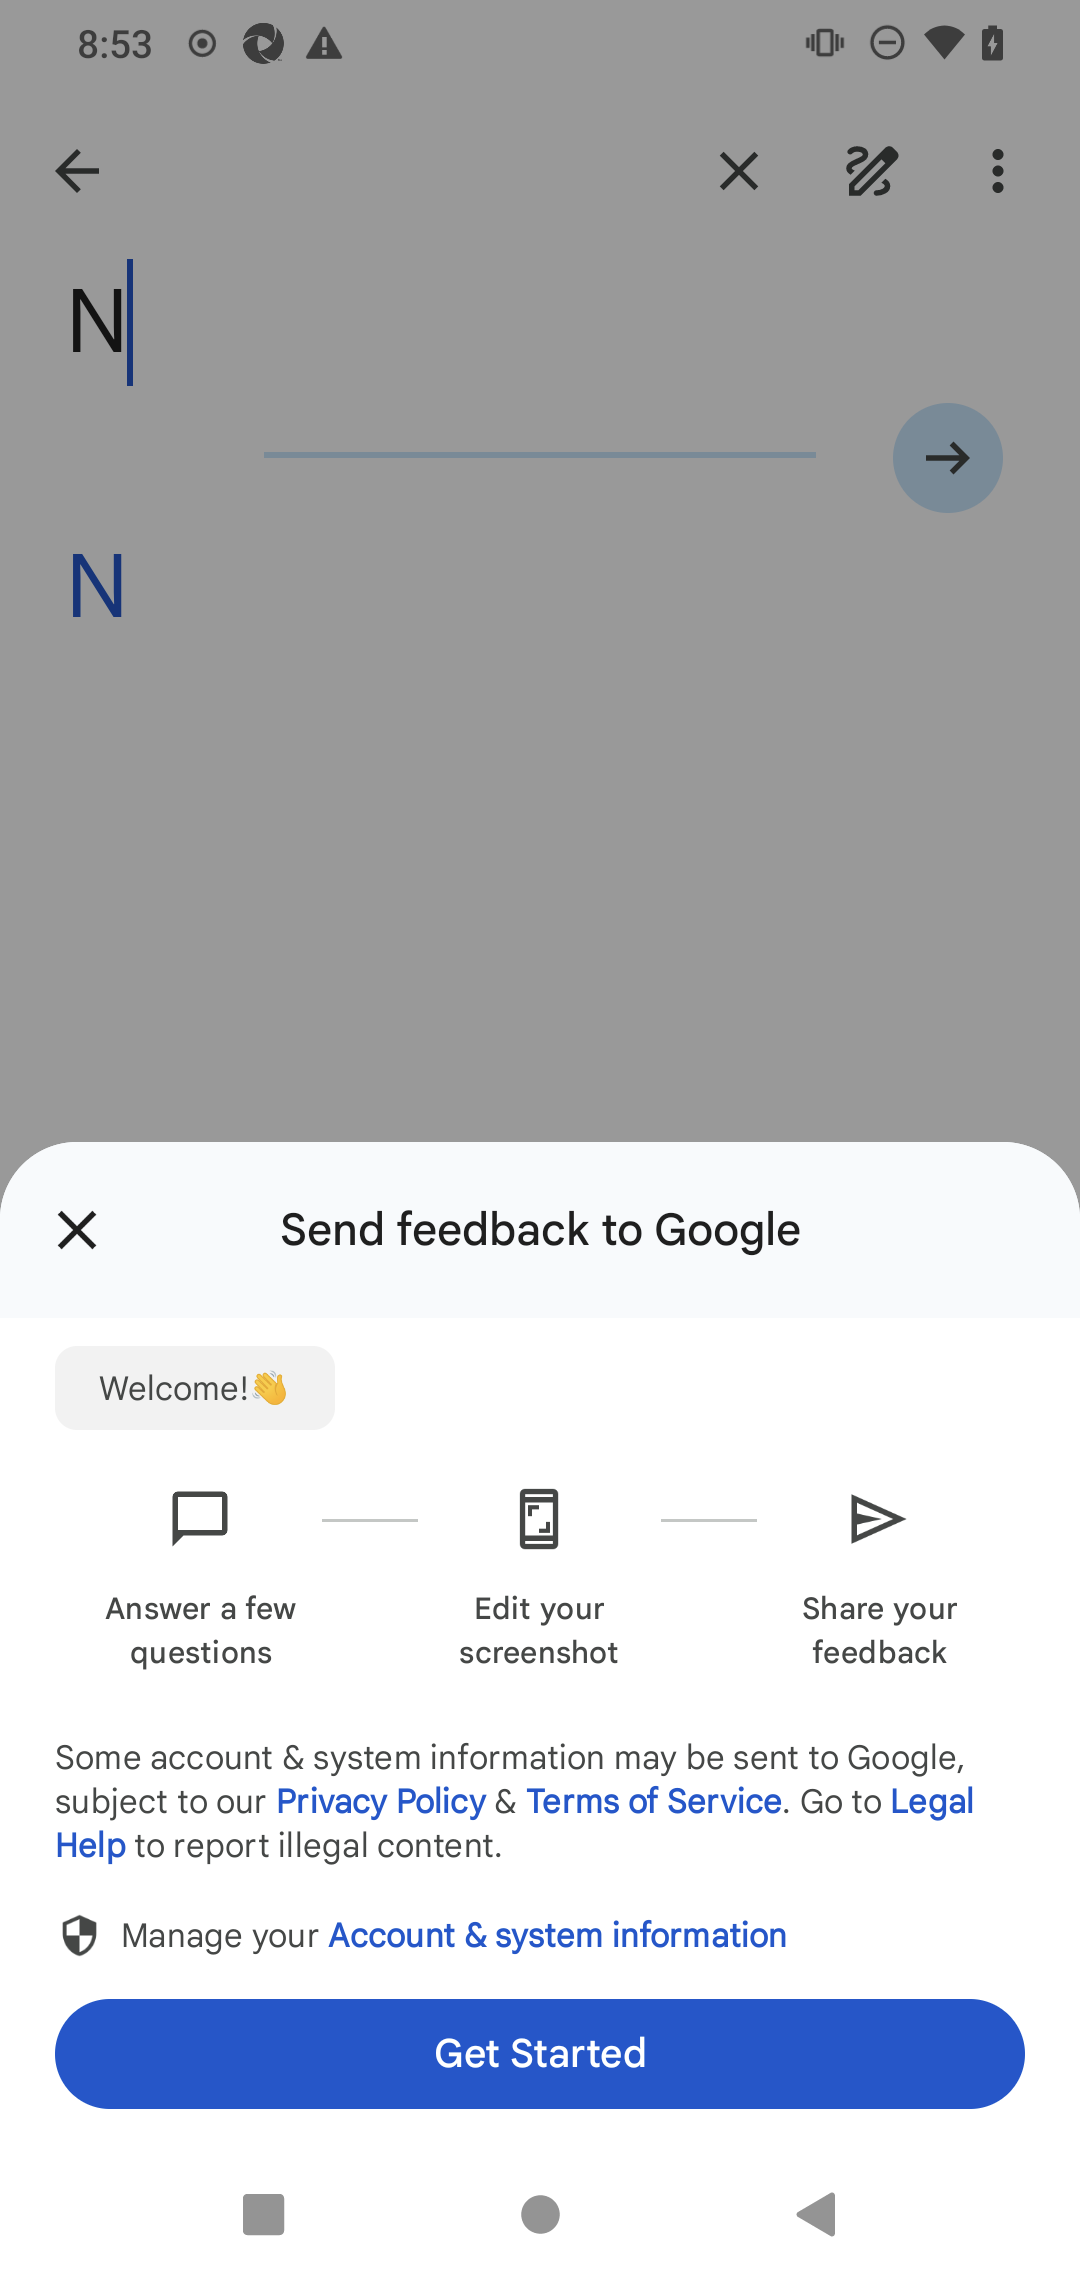 8:53
N
N
Send feedback to Google
Welcome!👋
Answer a few
questions
Edit your
screenshot
Share your
feedback
Some account & system information may be sent to Google,
subject to our Privacy Policy & Terms of Service. Go to Legal
Help to report illegal content.
Manage your Account & system information
Get Started